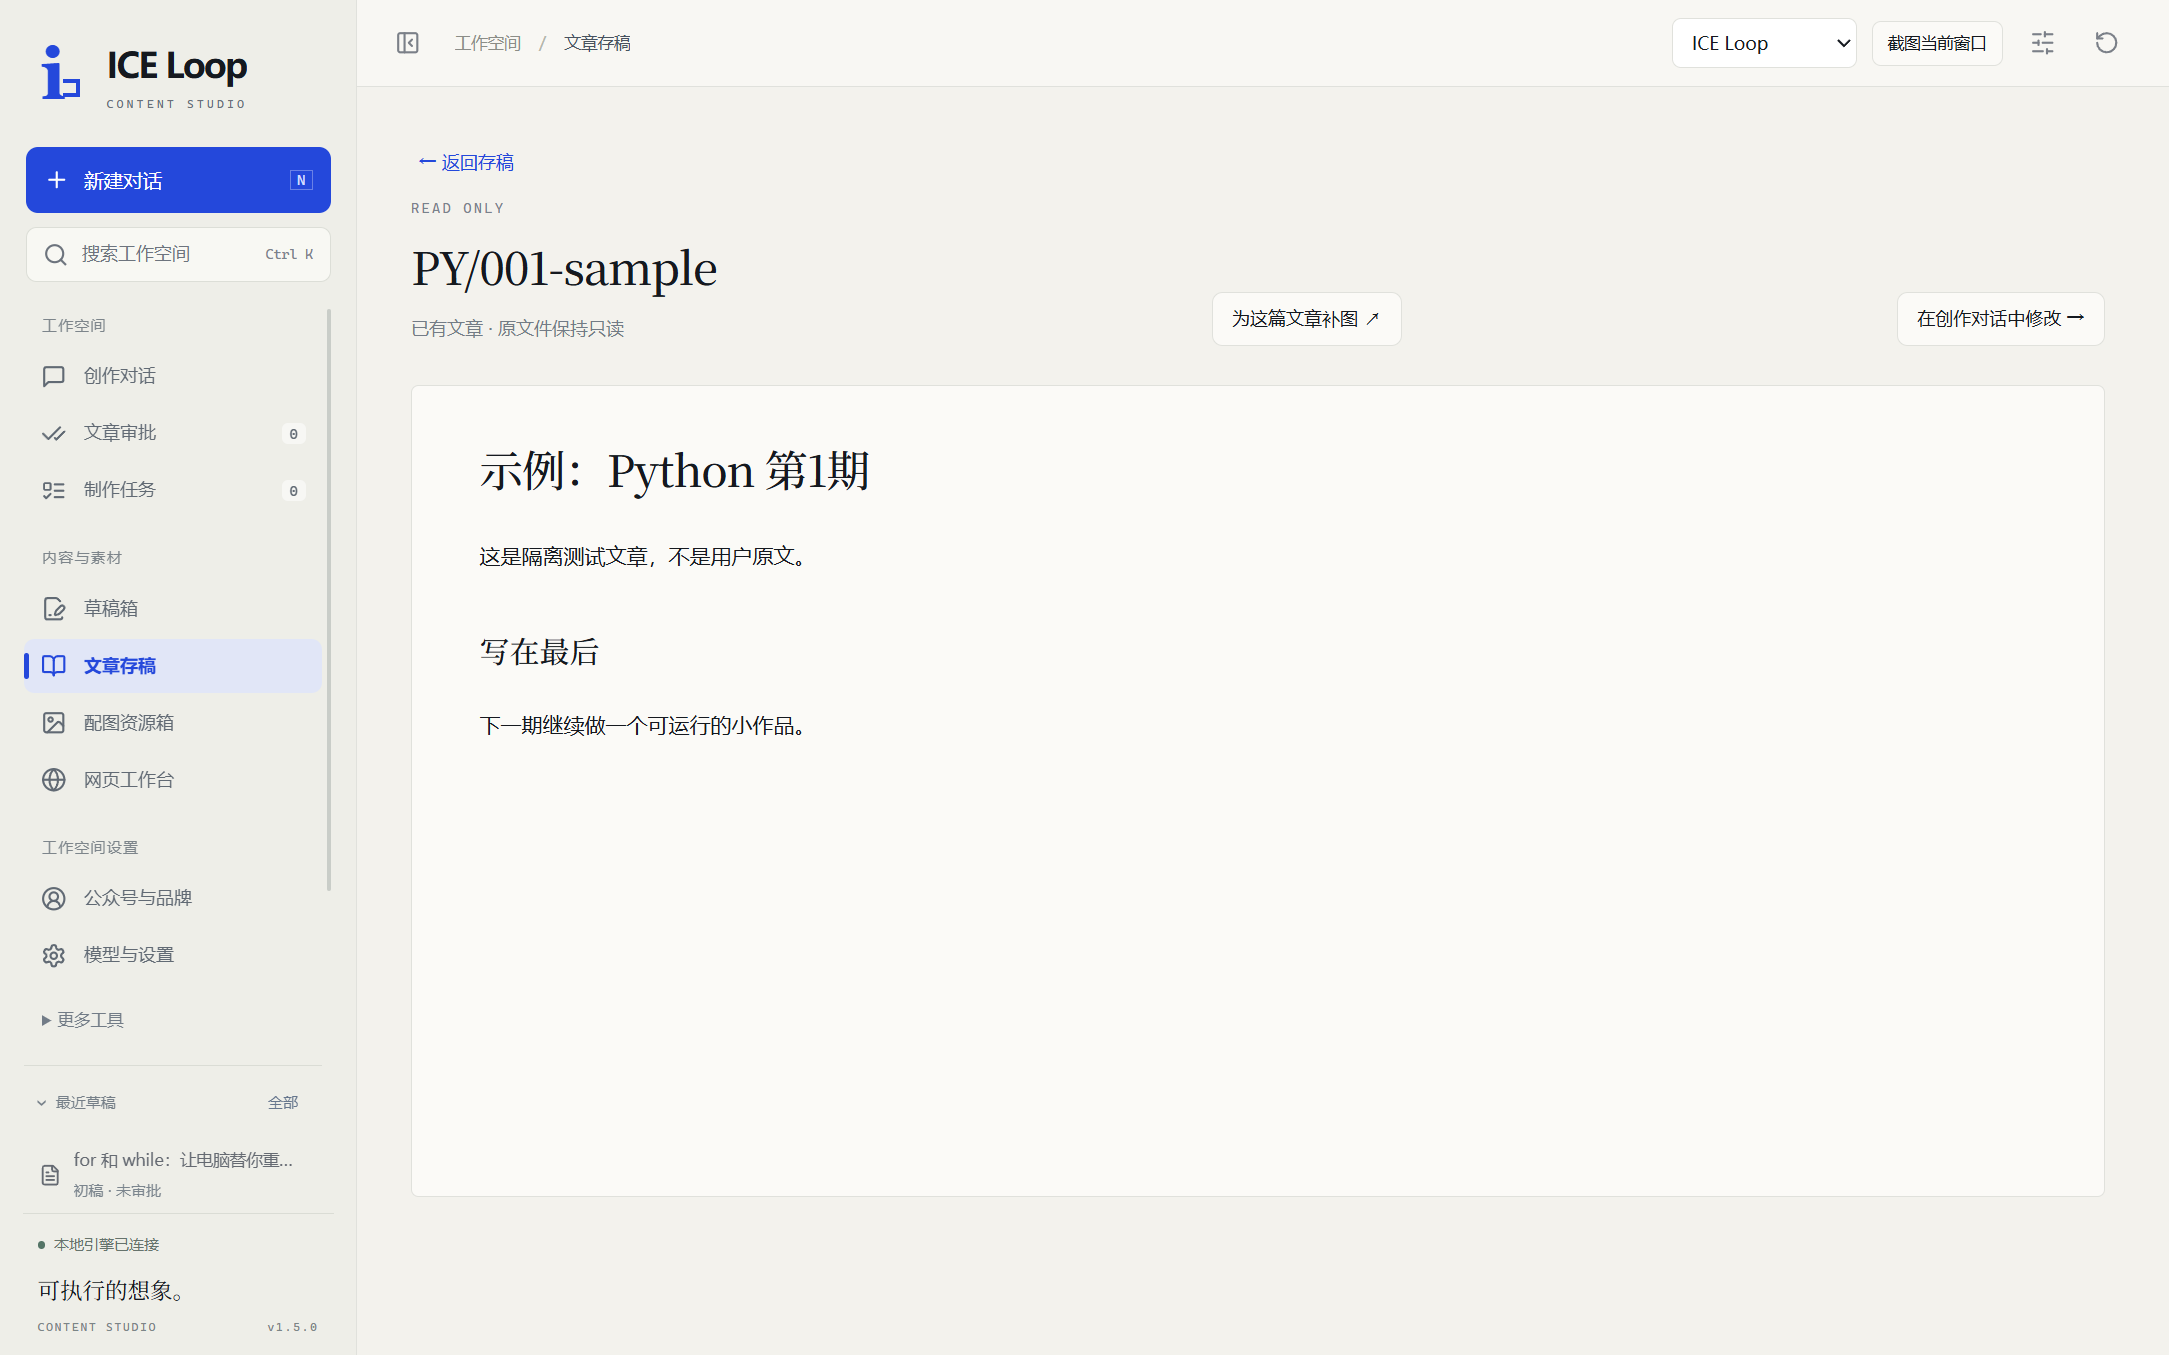 ICE Loop
CONTENT STUDIO
新建对话 N
搜索工作空间 Ctrl K
工作空间
创作对话
文章审批 0
制作任务 0
内容与素材
草稿箱
文章存稿
配图资源箱
网页工作台
工作空间设置
公众号与品牌
模型与设置
更多工具
最近草稿 全部
for 和 while：让电脑替你重...
初稿 · 未审批
本地引擎已连接
可执行的想象。
CONTENT STUDIO v1.5.0
工作空间 / 文章存稿
ICE Loop
截图当前窗口
← 返回存稿
READ ONLY
PY/001-sample
已有文章 · 原文件保持只读
为这篇文章补图 ↗
在创作对话中修改 →
示例：Python 第1期
这是隔离测试文章，不是用户原文。
写在最后
下一期继续做一个可运行的小作品。